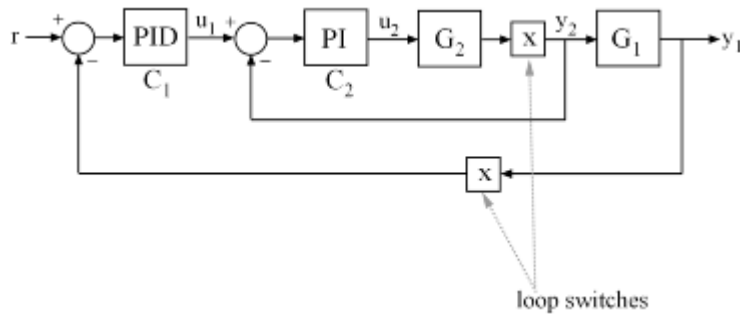 r
+
−
PID
C₁
u₁
+
−
PI
C₂
u₂
G₂
x
y₂
G₁
y₁
x
loop switches